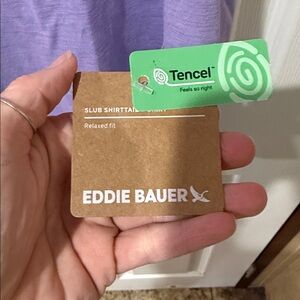 Tencel™
Feels so right
SLUB SHIRTTAIL
Relaxed fit
EDDIE BAUER